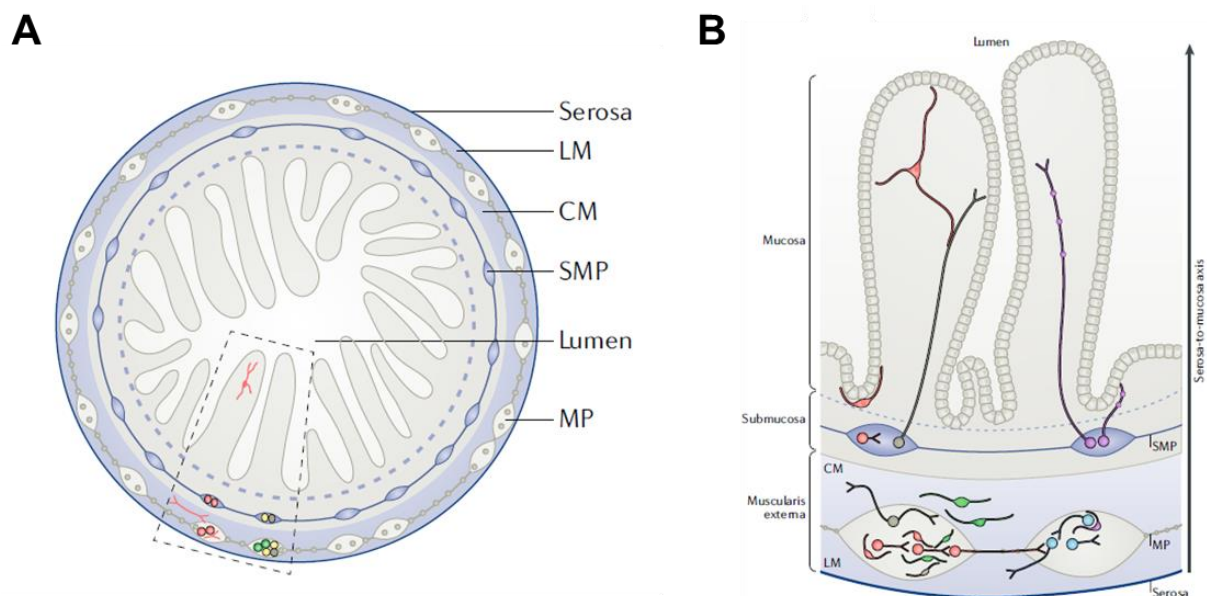 A
Serosa
LM
CM
SMP
Lumen
MP
B
Lumen
Mucosa
Submucosa
SMP
CM
Muscularis
externa
MP
LM
Serosa
Serosa-to-mucosa axis